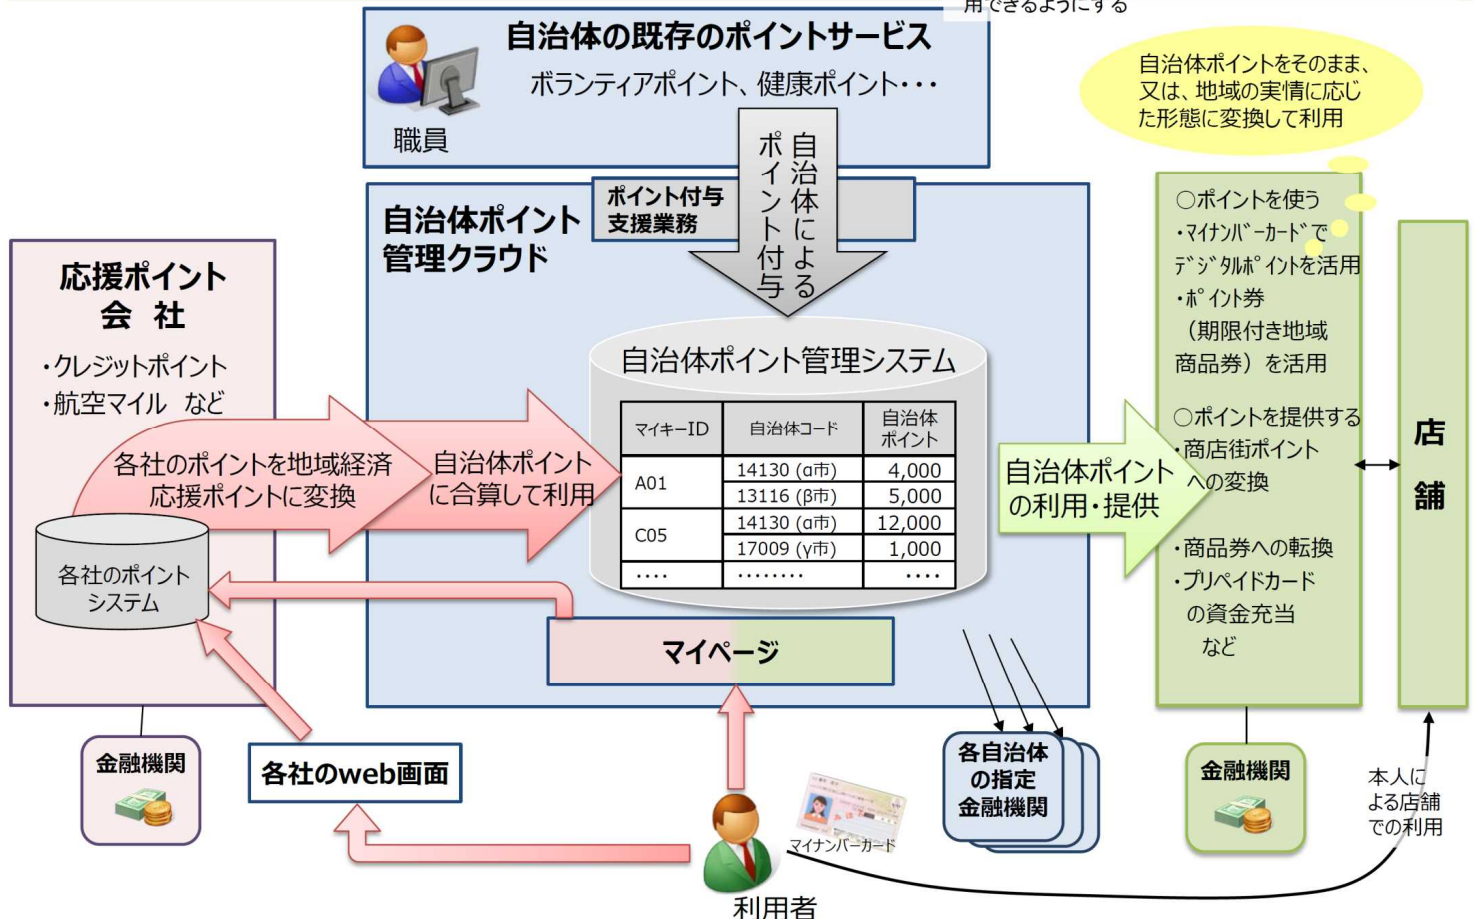 用できるようにする
自治体の既存のポイントサービス
ボランティアポイント、健康ポイント・・・
職員
自治体による
ポイント付与
自治体ポイントをそのまま、
又は、地域の実情に応じ
た形態に変換して利用
自治体ポイント
管理クラウド
ポイント付与
支援業務
応援ポイント
会 社
・クレジットポイント
・航空マイル など
各社のポイントを地域経済
応援ポイントに変換
自治体ポイント
に合算して利用
各社のポイント
システム
自治体ポイント管理システム
マイキーID 自治体コード 自治体
ポイント
A01 14130 (α市) 4,000
13116 (β市) 5,000
C05 14130 (α市) 12,000
17009 (γ市) 1,000
‥‥ ‥‥‥‥ ‥‥
マイページ
自治体ポイント
の利用・提供
○ポイントを使う
・ﾏｲﾅﾝﾊﾞｰｶｰﾄﾞで
ﾃﾞｼﾞﾀﾙﾎﾟｲﾝﾄを活用
・ﾎﾟｲﾝﾄ券
（期限付き地域
商品券）を活用
○ポイントを提供する
・商店街ポイント
への変換
・商品券への転換
・プリペイドカード
の資金充当
など
店
舗
金融機関
各社のweb画面
マイナンバーカード
利用者
各自治体
の指定
金融機関
金融機関
本人に
よる店舗
での利用